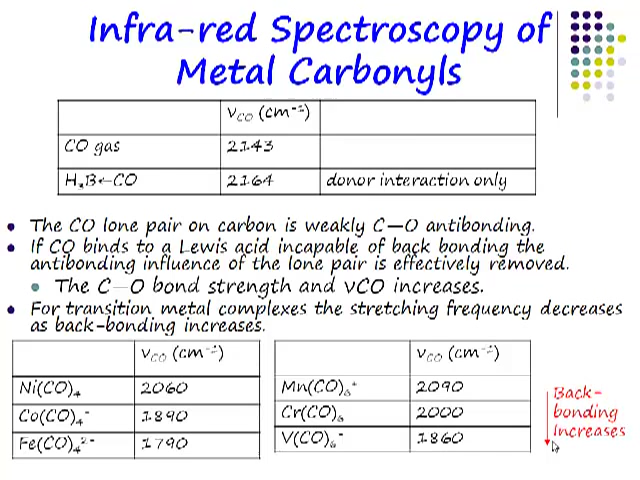 Infra-red Spectroscopy of
Metal Carbonyls
νCO (cm⁻¹)
CO gas 2143
H₃B←CO 2164 donor interaction only
The CO lone pair on carbon is weakly C—O antibonding.
If CO binds to a Lewis acid incapable of back bonding the
antibonding influence of the lone pair is effectively removed.
The C—O bond strength and νCO increases.
For transition metal complexes the stretching frequency decreases
as back-bonding increases.
νCO (cm⁻¹)
Ni(CO)₄ 2060
Co(CO)₄⁻ 1890
Fe(CO)₄²⁻ 1790
νCO (cm⁻¹)
Mn(CO)₆⁺ 2090
Cr(CO)₆ 2000
V(CO)₆⁻ 1860
Back-
bonding
Increases